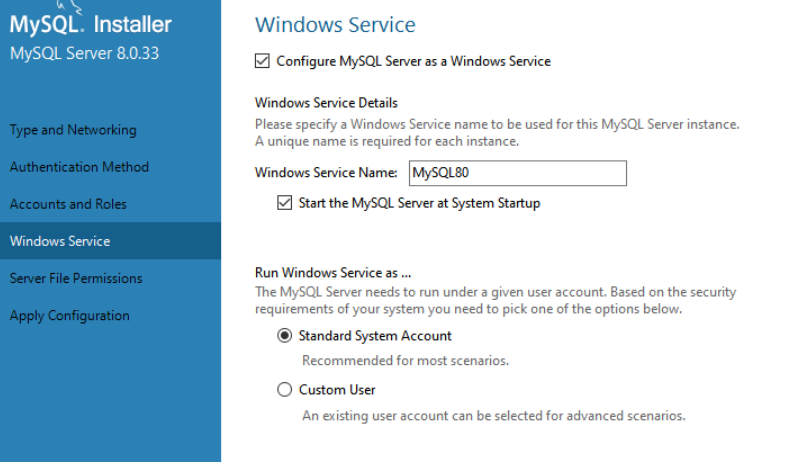 MySQL. Installer
MySQL Server 8.0.33
Type and Networking
Authentication Method
Accounts and Roles
Windows Service
Server File Permissions
Apply Configuration
Windows Service
Configure MySQL Server as a Windows Service
Windows Service Details
Please specify a Windows Service name to be used for this MySQL Server instance.
A unique name is required for each instance.
Windows Service Name: MySQL80
Start the MySQL Server at System Startup
Run Windows Service as ...
The MySQL Server needs to run under a given user account. Based on the security
requirements of your system you need to pick one of the options below.
Standard System Account
Recommended for most scenarios.
Custom User
An existing user account can be selected for advanced scenarios.